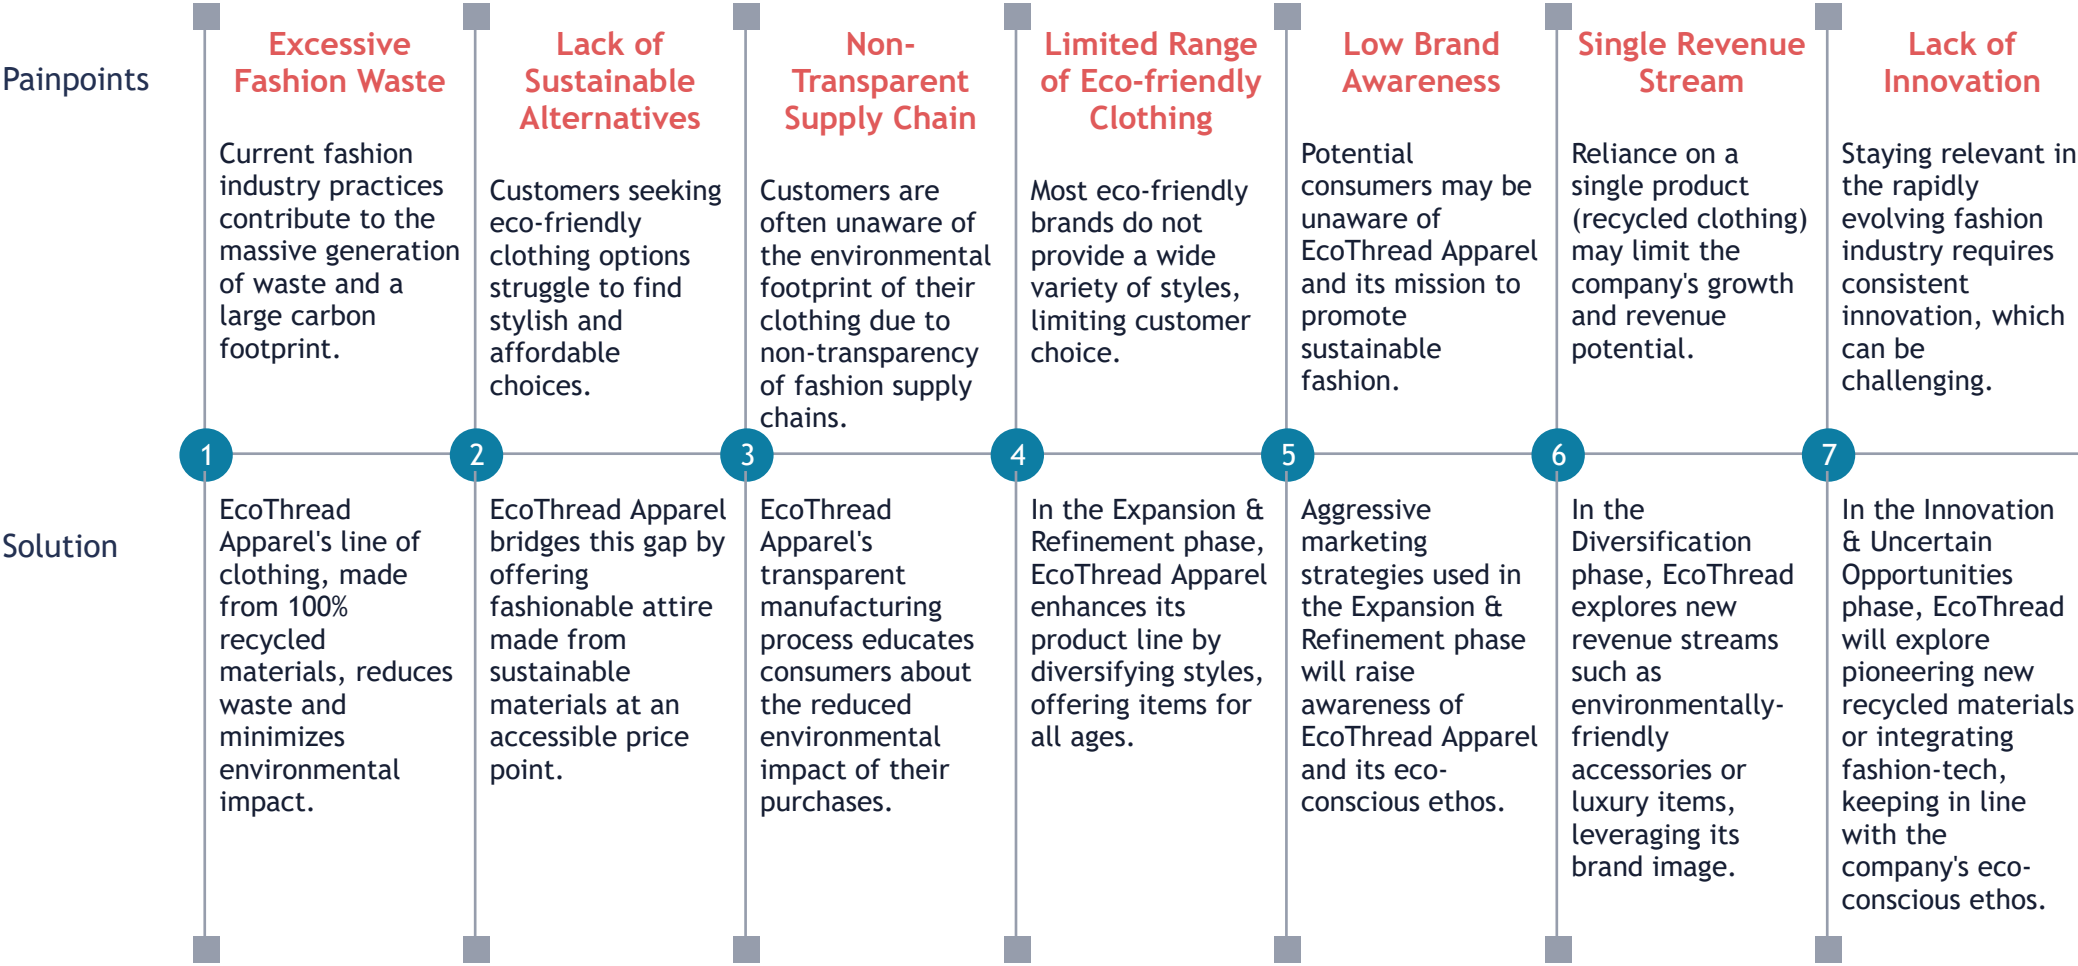 Painpoints
Excessive
Fashion Waste
Current fashion
industry practices
contribute to the
massive generation
of waste and a
large carbon
footprint.
Lack of
Sustainable
Alternatives
Customers seeking
eco-friendly
clothing options
struggle to find
stylish and
affordable
choices.
Non-
Transparent
Supply Chain
Customers are
often unaware of
the environmental
footprint of their
clothing due to
non-transparency
of fashion supply
chains.
Limited Range
of Eco-friendly
Clothing
Most eco-friendly
brands do not
provide a wide
variety of styles,
limiting customer
choice.
Low Brand
Awareness
Potential
consumers may be
unaware of
EcoThread Apparel
and its mission to
promote
sustainable
fashion.
Single Revenue
Stream
Reliance on a
single product
(recycled clothing)
may limit the
company's growth
and revenue
potential.
Lack of
Innovation
Staying relevant in
the rapidly
evolving fashion
industry requires
consistent
innovation, which
can be
challenging.
1
2
3
4
5
6
7
Solution
EcoThread
Apparel's line of
clothing, made
from 100%
recycled
materials, reduces
waste and
minimizes
environmental
impact.
EcoThread Apparel
bridges this gap by
offering
fashionable attire
made from
sustainable
materials at an
accessible price
point.
EcoThread
Apparel's
transparent
manufacturing
process educates
consumers about
the reduced
environmental
impact of their
purchases.
In the Expansion &
Refinement phase,
EcoThread Apparel
enhances its
product line by
diversifying styles,
offering items for
all ages.
Aggressive
marketing
strategies used in
the Expansion &
Refinement phase
will raise
awareness of
EcoThread Apparel
and its eco-
conscious ethos.
In the
Diversification
phase, EcoThread
explores new
revenue streams
such as
environmentally-
friendly
accessories or
luxury items,
leveraging its
brand image.
In the Innovation
& Uncertain
Opportunities
phase, EcoThread
will explore
pioneering new
recycled materials
or integrating
fashion-tech,
keeping in line
with the
company's eco-
conscious ethos.